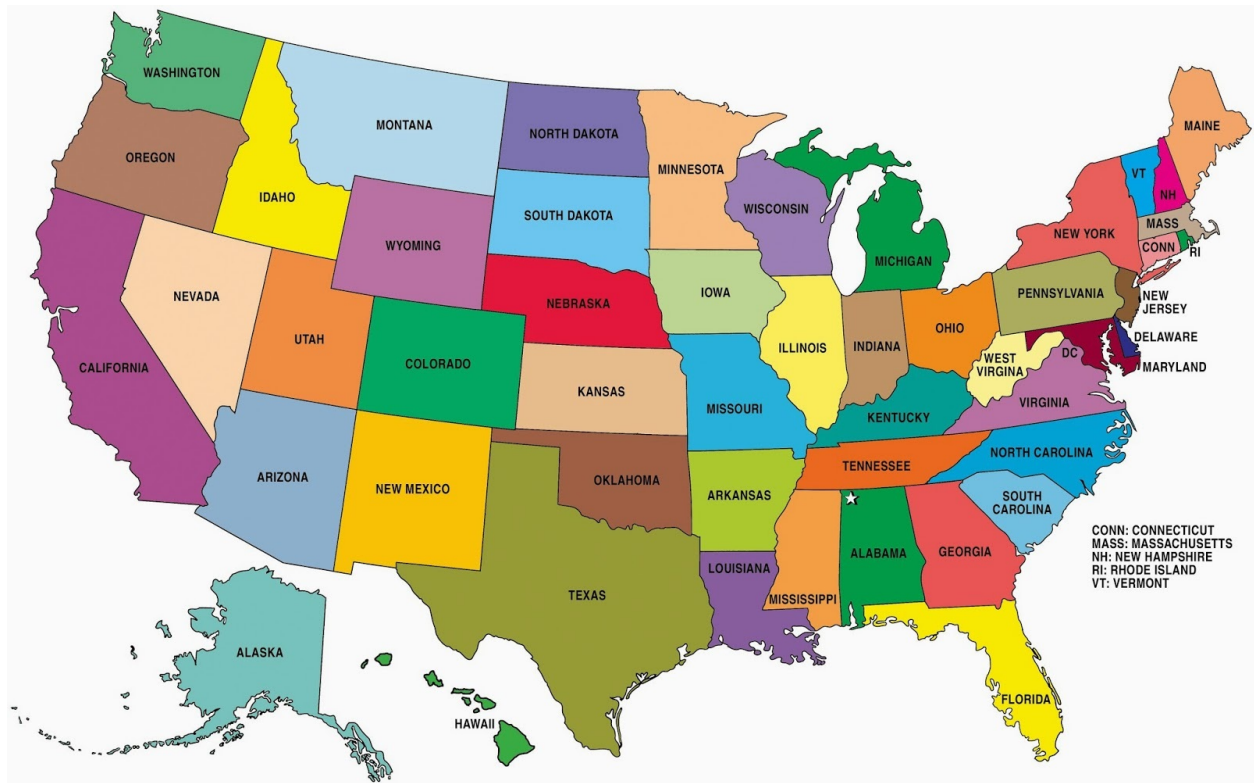 WASHINGTON
MONTANA
NORTH DAKOTA
MINNESOTA
MAINE
OREGON
IDAHO
VT
NH
WISCONSIN
SOUTH DAKOTA
MASS
WYOMING
NEW YORK
CONN
RI
MICHIGAN
NEVADA
IOWA
PENNSYLVANIA
NEBRASKA
NEW
JERSEY
UTAH
OHIO
DELAWARE
ILLINOIS
INDIANA
DC
WEST
VIRGINA
MARYLAND
CALIFORNIA
COLORADO
KANSAS
VIRGINIA
MISSOURI
KENTUCKY
NORTH CAROLINA
TENNESSEE
ARIZONA
NEW MEXICO
OKLAHOMA
ARKANSAS
SOUTH
CAROLINA
ALABAMA
GEORGIA
CONN: CONNECTICUT
MASS: MASSACHUSETTS
NH: NEW HAMPSHIRE
RI: RHODE ISLAND
VT: VERMONT
LOUISIANA
TEXAS
MISSISSIPPI
ALASKA
FLORIDA
HAWAII